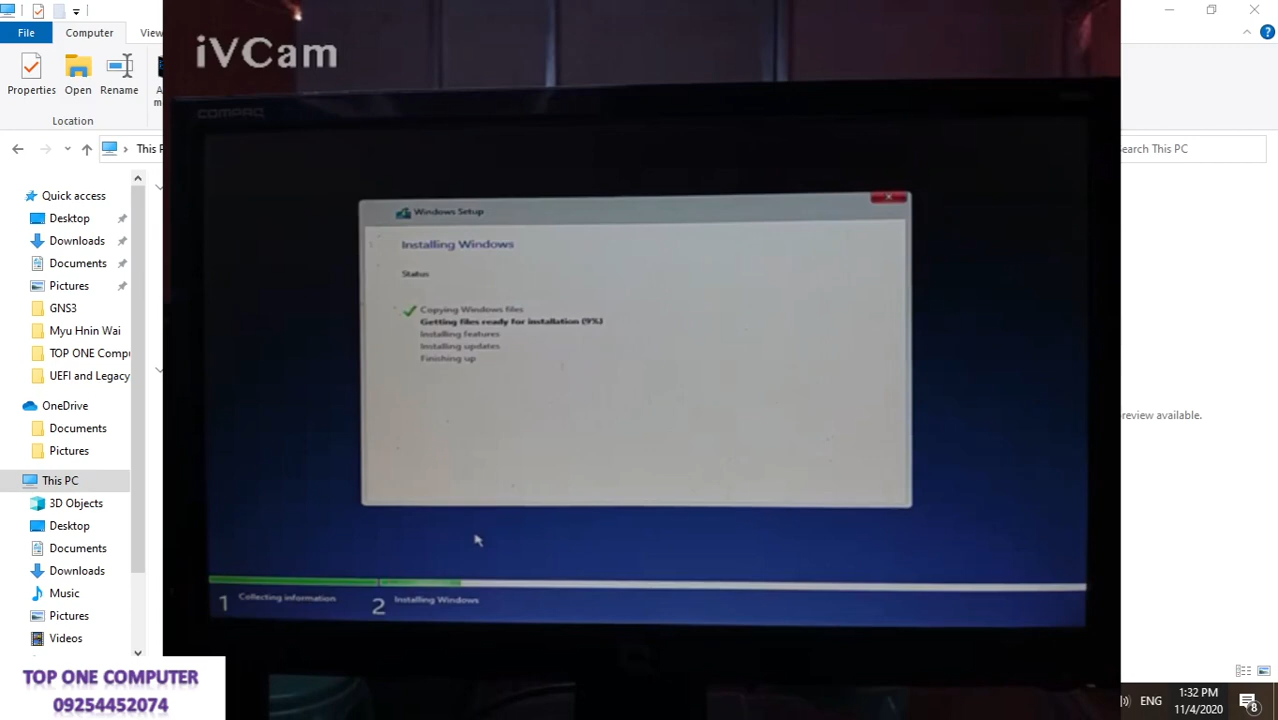 File
Computer
View
Properties
Open
Rename
Location
This
Search This PC
Quick access
Desktop
Downloads
Documents
Pictures
GNS3
Myu Hnin Wai
TOP ONE Compu
UEFI and Legacy
OneDrive
Documents
Pictures
This PC
3D Objects
Desktop
Documents
Downloads
Music
Pictures
Videos
iVCam
COMPAQ
Windows Setup
Installing Windows
Status
Copying Windows files
Getting files ready for installation (9%)
Installing features
Installing updates
Finishing up
1 Collecting information
2 Installing Windows
preview available.
TOP ONE COMPUTER
09254452074
ENG
1:32 PM
11/4/2020
8